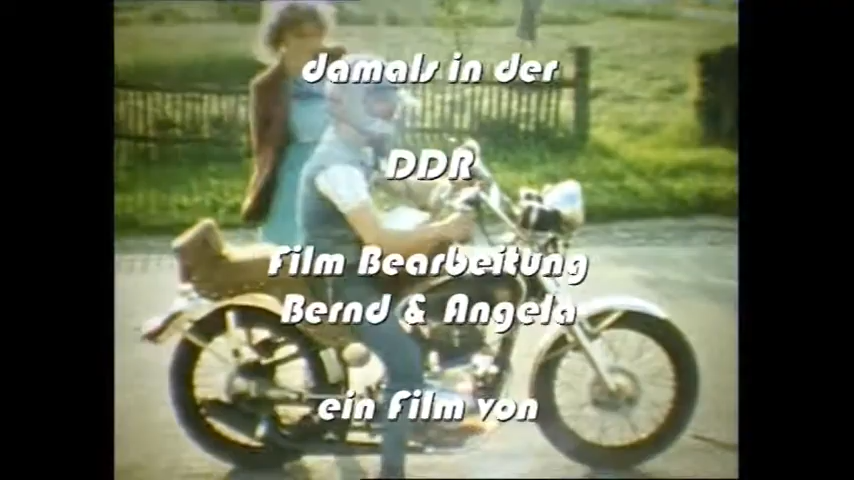 damals in der
DDR
Film Bearbeitung
Bernd & Angela
ein Film von